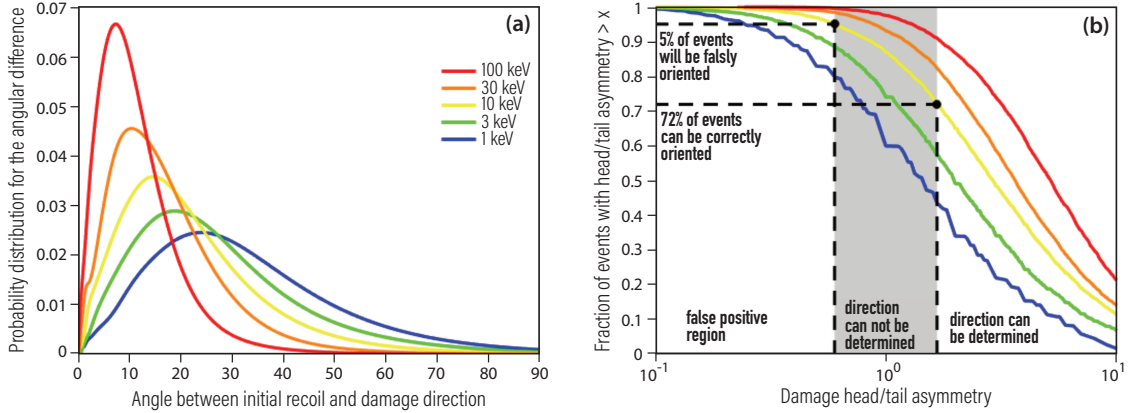 0.07
0.06
0.05
0.04
0.03
0.02
0.01
0
Probability distribution for the angular difference
(a)
100 keV
30 keV
10 keV
3 keV
1 keV
0 10 20 30 40 50 60 70 80 90
Angle between initial recoil and damage direction
1
0.9
0.8
0.7
0.6
0.5
0.4
0.3
0.2
0.1
0
Fraction of events with head/tail asymmetry > x
(b)
5% of events
will be falsly
oriented
72% of events
can be correctly
oriented
false positive
region
direction
can not be
determined
direction can
be determined
10-1 100 101
Damage head/tail asymmetry